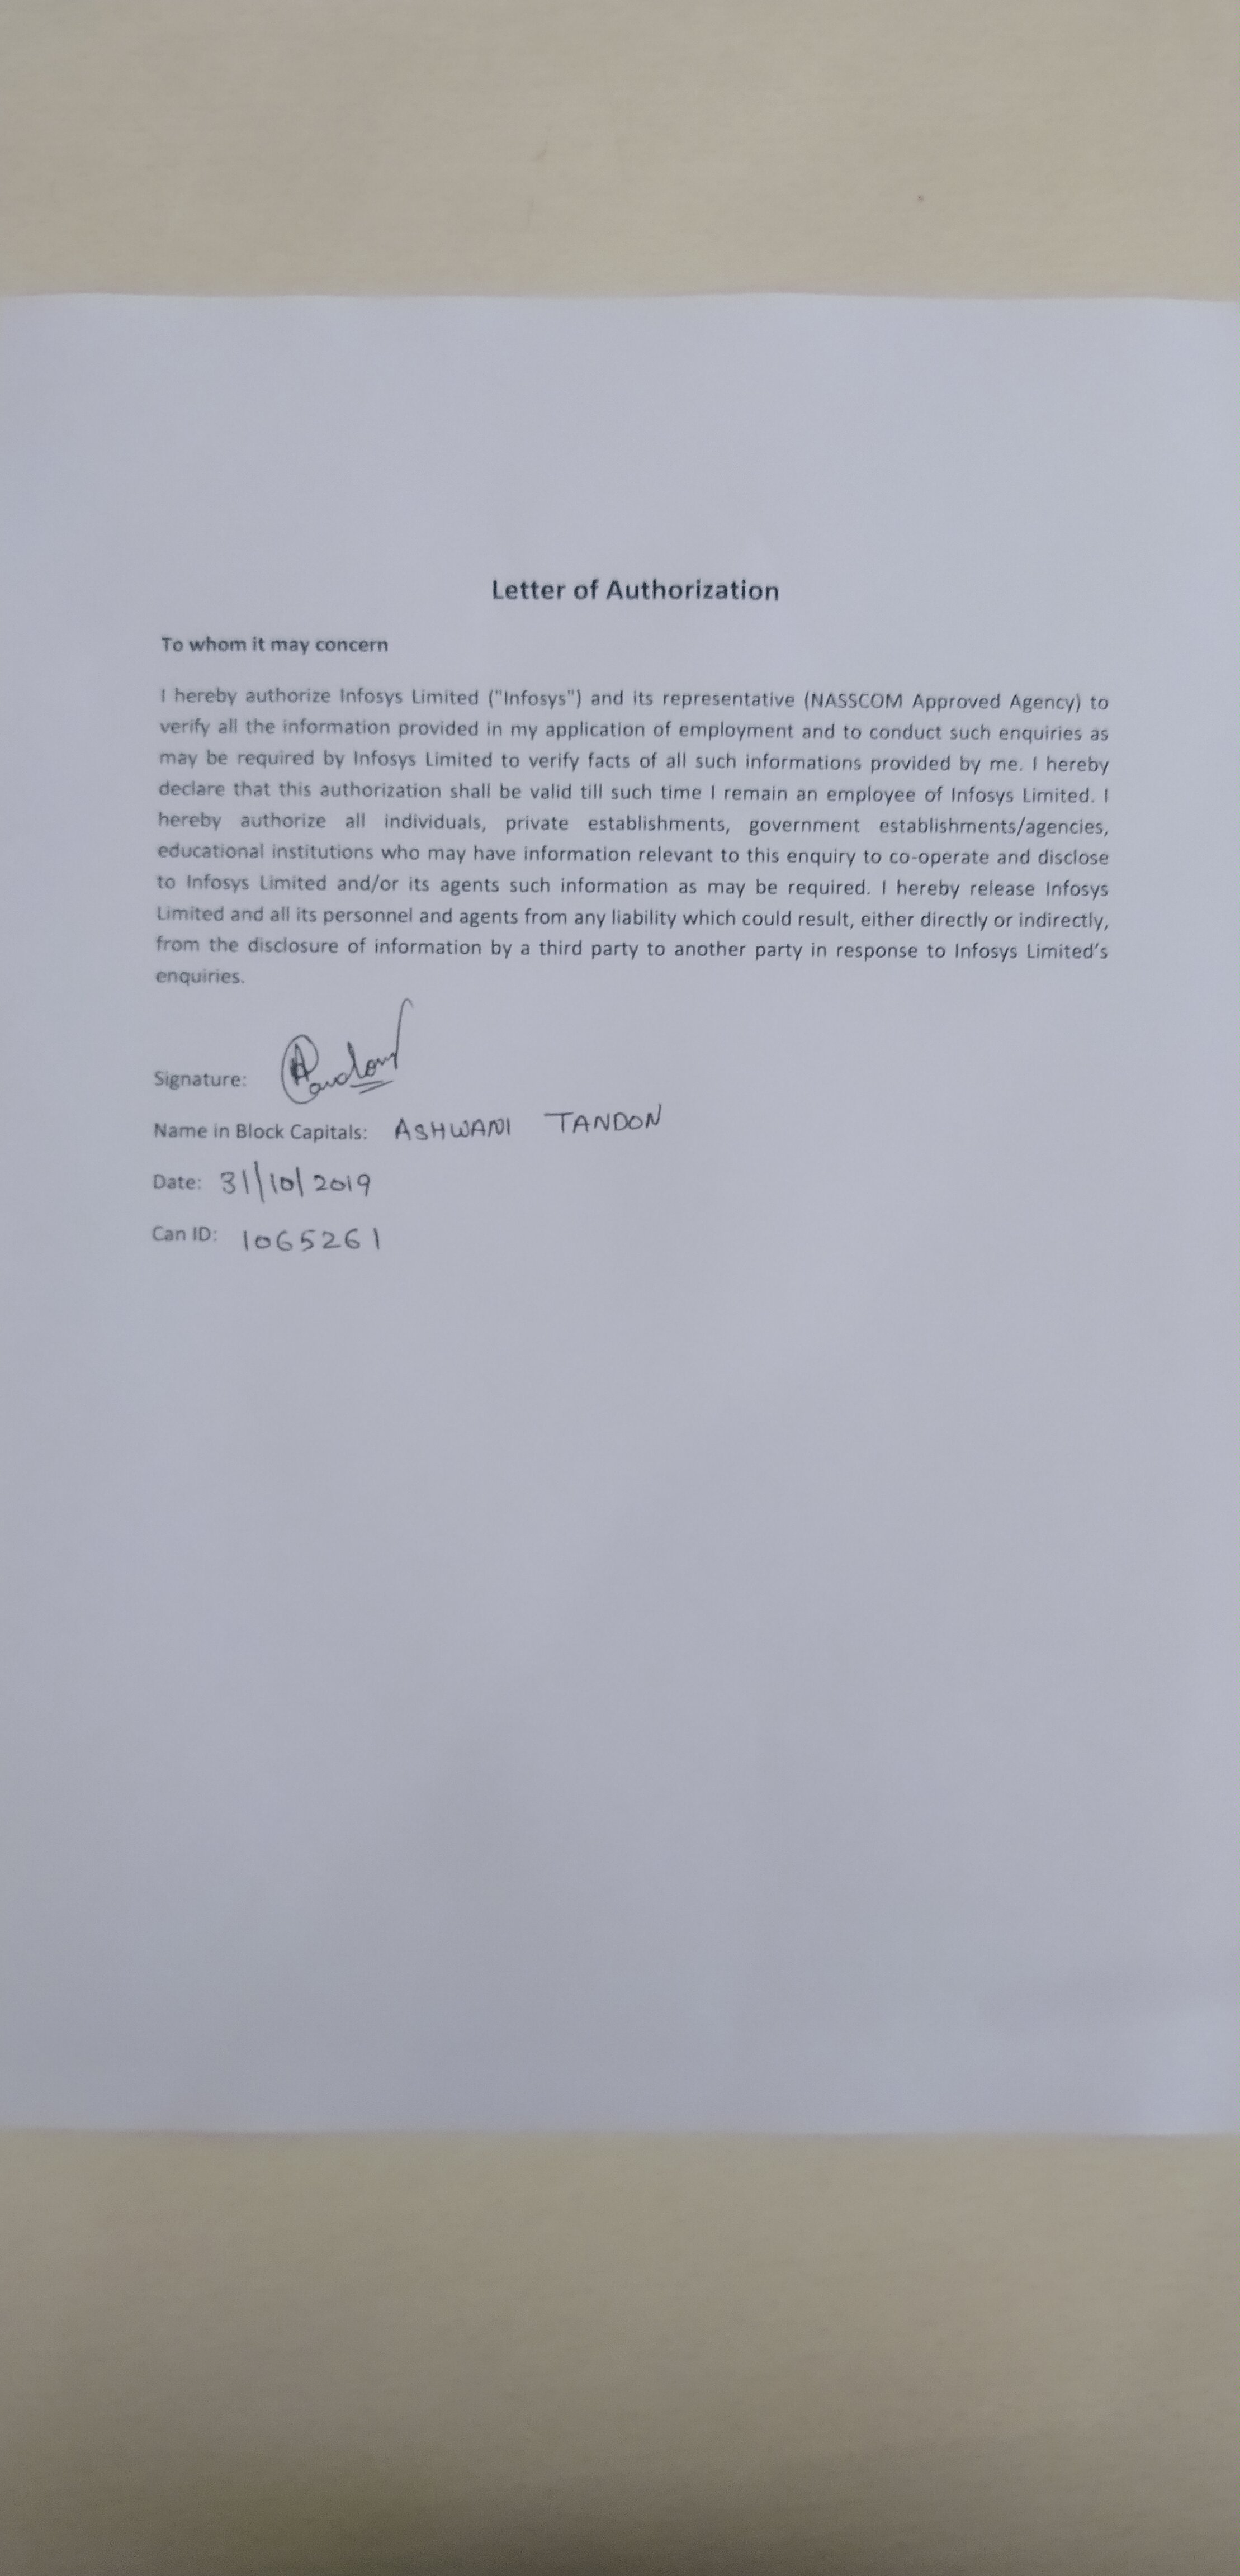 Letter of Authorization
To whom it may concern
I hereby authorize Infosys Limited ("Infosys") and its representative (NASSCOM Approved Agency) to
verify all the information provided in my application of employment and to conduct such enquiries as
may be required by Infosys Limited to verify facts of all such informations provided by me. I hereby
declare that this authorization shall be valid till such time I remain an employee of Infosys Limited. I
hereby authorize all individuals, private establishments, government establishments/agencies,
educational institutions who may have information relevant to this enquiry to co-operate and disclose
to Infosys Limited and/or its agents such information as may be required. I hereby release Infosys
Limited and all its personnel and agents from any liability which could result, either directly or indirectly,
from the disclosure of information by a third party to another party in response to Infosys Limited's
enquiries.
Signature:
Name in Block Capitals: ASHWANI TANDON
Date: 31/10/2019
Can ID: 1065261